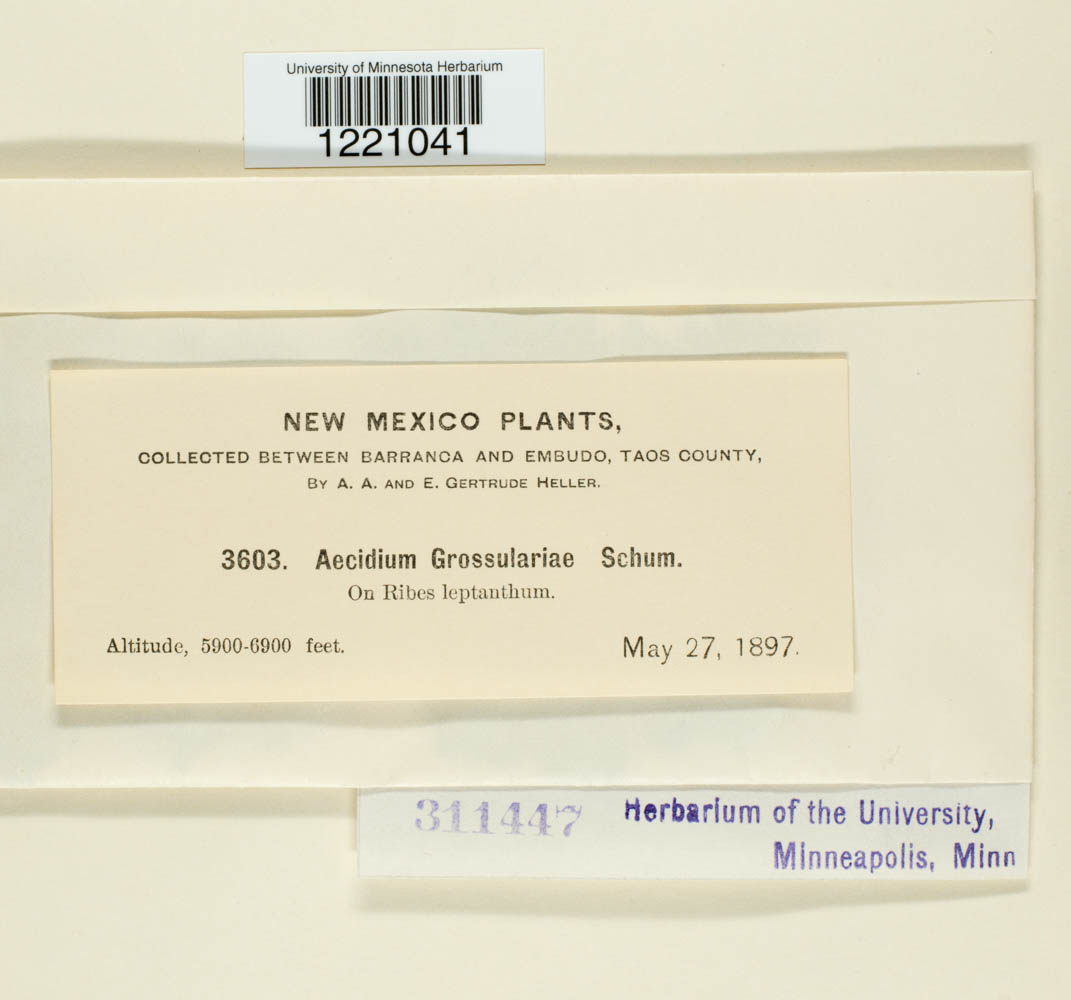 University of Minnesota Herbarium
1221041
NEW MEXICO PLANTS,
COLLECTED BETWEEN BARRANCA AND EMBUDO, TAOS COUNTY,
BY A. A. AND E. GERTRUDE HELLER.
3603. Aecidium Grossulariae Schum.
On Ribes leptanthum.
Altitude, 5900-6900 feet. May 27, 1897.
311447 Herbarium of the University,
Minneapolis, Minn